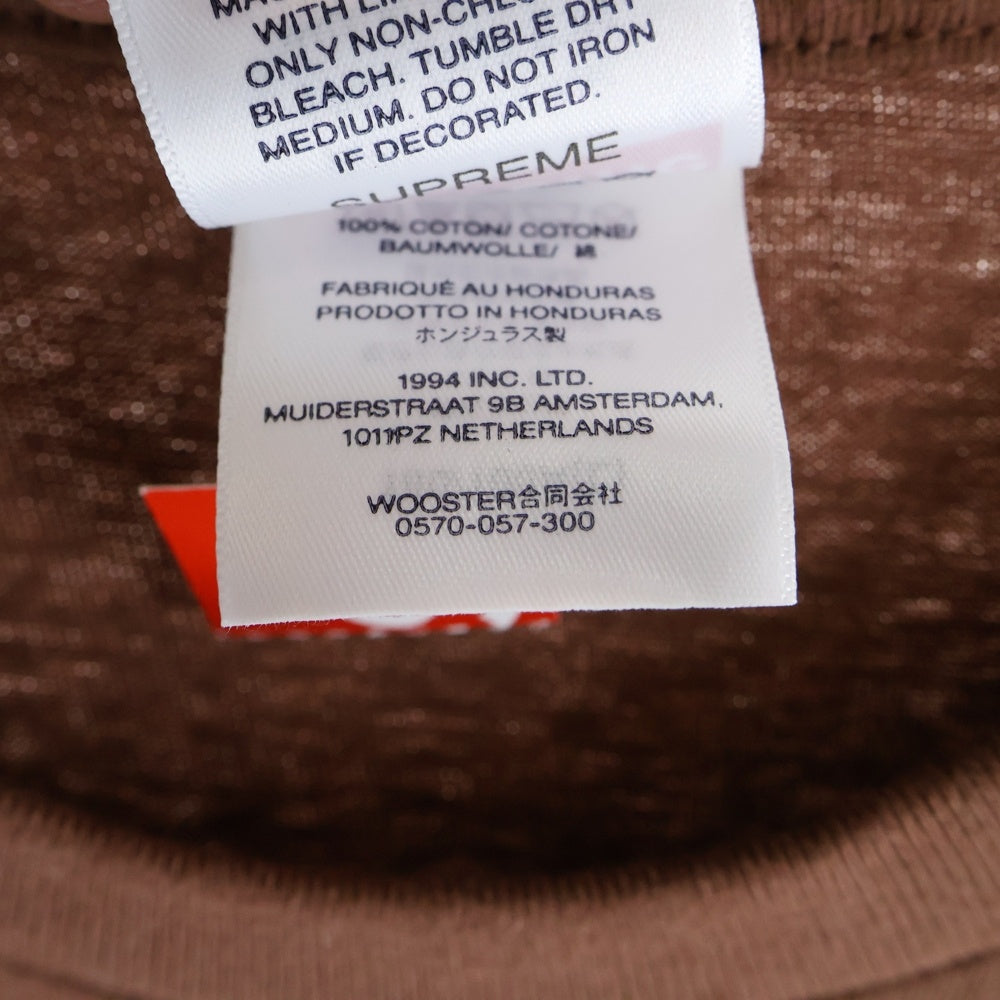 WITH
ONLY NON-CHL
BLEACH. TUMBLE DRY
MEDIUM. DO NOT IRON
IF DECORATED.
SUPREME
100% COTON/ COTONE/
BAUMWOLLE/ 綿
FABRIQUÉ AU HONDURAS
PRODOTTO IN HONDURAS
ホンジュラス製
1994 INC. LTD.
MUIDERSTRAAT 9B AMSTERDAM,
1011PZ NETHERLANDS
WOOSTER合同会社
0570-057-300